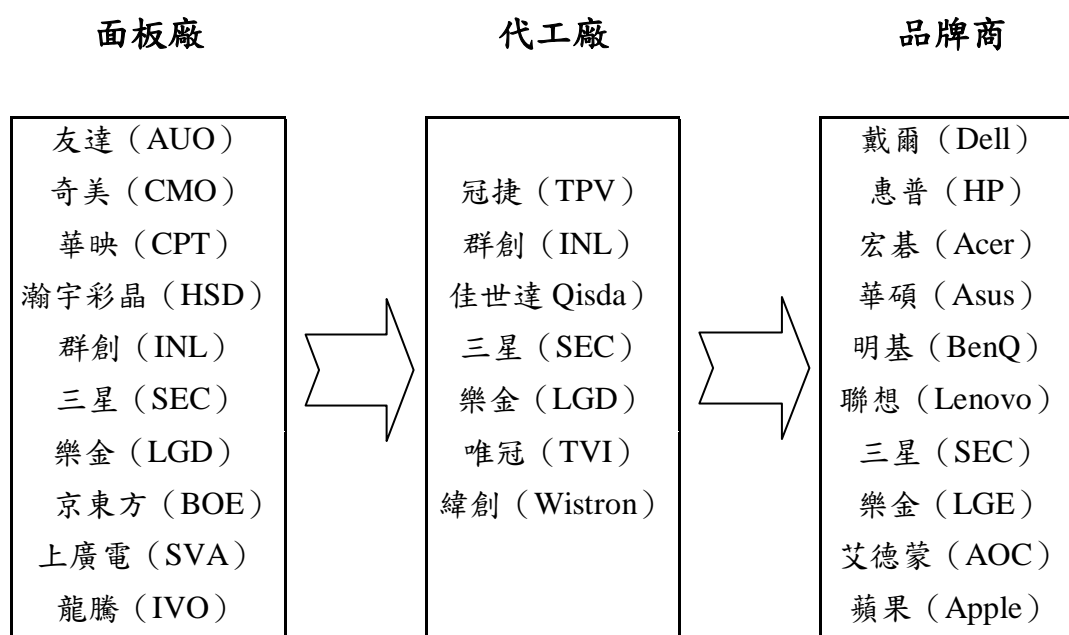 面板廠
代工廠
品牌商
友達（AUO）
奇美（CMO）
華映（CPT）
瀚宇彩晶（HSD）
群創（INL）
三星（SEC）
樂金（LGD）
京東方（BOE）
上廣電（SVA）
龍騰（IVO）
冠捷（TPV）
群創（INL）
佳世達 Qisda）
三星（SEC）
樂金（LGD）
唯冠（TVI）
緯創（Wistron）
戴爾（Dell）
惠普（HP）
宏碁（Acer）
華碩（Asus）
明基（BenQ）
聯想（Lenovo）
三星（SEC）
樂金（LGE）
艾德蒙（AOC）
蘋果（Apple）